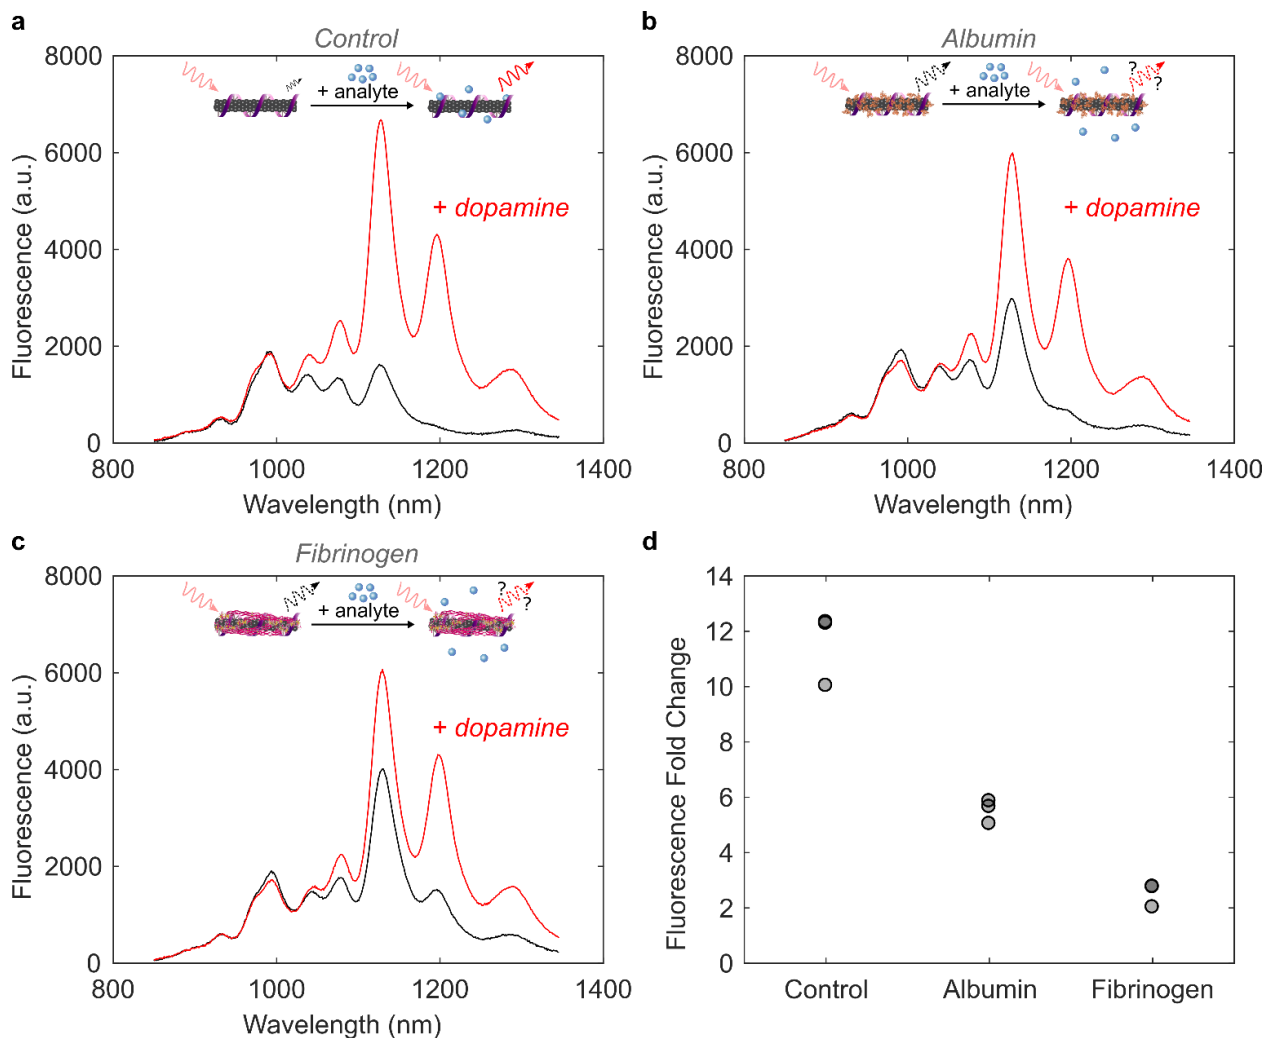 a
Control
8000
6000
4000
2000
0
800
1000
1200
1400
Fluorescence (a.u.)
Wavelength (nm)
+ analyte
+ dopamine
b
Albumin
8000
6000
4000
2000
0
800
1000
1200
1400
Fluorescence (a.u.)
Wavelength (nm)
+ analyte
?
?
+ dopamine
c
Fibrinogen
8000
6000
4000
2000
0
800
1000
1200
1400
Fluorescence (a.u.)
Wavelength (nm)
+ analyte
?
?
+ dopamine
d
14
12
10
8
6
4
2
0
Fluorescence Fold Change
Control
Albumin
Fibrinogen